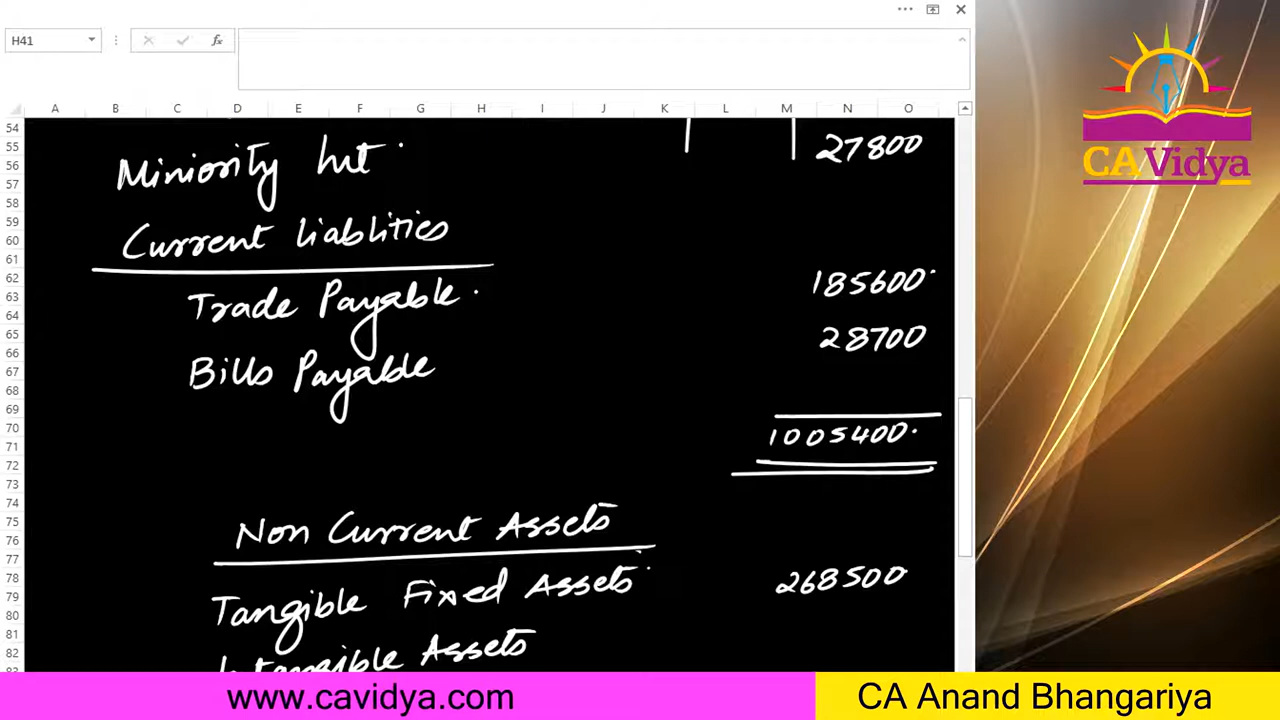 H41
fx
A B C D E F G H I J K L M N O
54
55 27800
56 Miniority Int.
57
58
59
60 Current liablities
61
62 185600
63 Trade Payable.
64
65 28700
66
67 Bills Payable
68
69
70 1005400.
71
72
73
74
75
76 Non Current Assets
77
78 268500
79 Tangible Fixed Assets
80
81
82 Intangible Assets
CA Vidya
www.cavidya.com
CA Anand Bhangariya